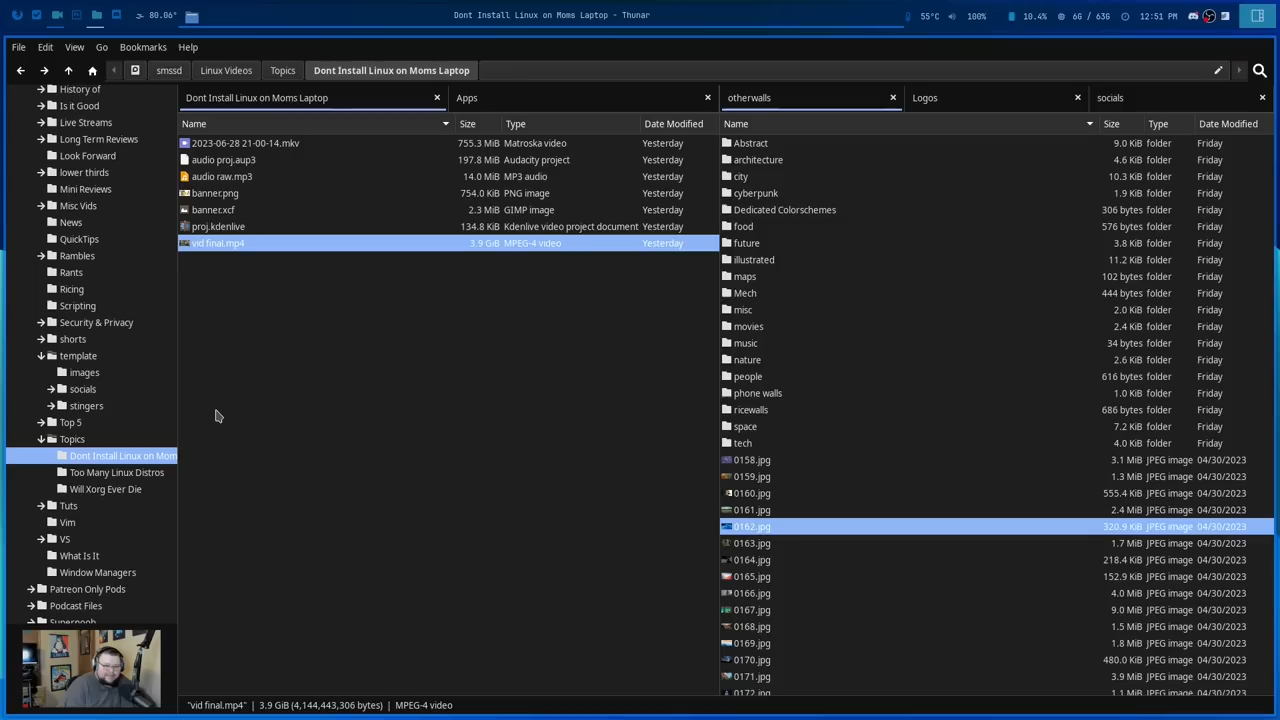 80.06°
Dont Install Linux on Moms Laptop - Thunar
55°C
100%
10.4%
6G / 63G
12:51 PM
File Edit View Go Bookmarks Help
smssd Linux Videos Topics Dont Install Linux on Moms Laptop
History of
Is it Good
Live Streams
Long Term Reviews
Look Forward
lower thirds
Mini Reviews
Misc Vids
News
QuickTips
Rambles
Rants
Ricing
Scripting
Security & Privacy
shorts
template
images
socials
stingers
Top 5
Topics
Dont Install Linux on Mom
Too Many Linux Distros
Will Xorg Ever Die
Tuts
Vim
VS
What Is It
Window Managers
Patreon Only Pods
Podcast Files
Supernoob
Dont Install Linux on Moms Laptop Apps
Name Size Type Date Modified
2023-06-28 21-00-14.mkv 755.3 MiB Matroska video Yesterday
audio proj.aup3 197.8 MiB Audacity project Yesterday
audio raw.mp3 14.0 MiB MP3 audio Yesterday
banner.png 754.0 KiB PNG image Yesterday
banner.xcf 2.3 MiB GIMP image Yesterday
proj.kdenlive 134.8 KiB Kdenlive video project document Yesterday
vid final.mp4 3.9 GiB MPEG-4 video Yesterday
otherwalls Logos socials
Name Size Type Date Modified
Abstract 9.0 KiB folder Friday
architecture 4.6 KiB folder Friday
city 10.3 KiB folder Friday
cyberpunk 1.9 KiB folder Friday
Dedicated Colorschemes 306 bytes folder Friday
food 576 bytes folder Friday
future 3.8 KiB folder Friday
illustrated 11.2 KiB folder Friday
maps 102 bytes folder Friday
Mech 444 bytes folder Friday
misc 2.0 KiB folder Friday
movies 2.4 KiB folder Friday
music 34 bytes folder Friday
nature 2.6 KiB folder Friday
people 616 bytes folder Friday
phone walls 1.0 KiB folder Friday
ricewalls 686 bytes folder Friday
space 7.2 KiB folder Friday
tech 4.0 KiB folder Friday
0158.jpg 3.1 MiB JPEG image 04/30/2023
0159.jpg 1.3 MiB JPEG image 04/30/2023
0160.jpg 555.4 KiB JPEG image 04/30/2023
0161.jpg 2.4 MiB JPEG image 04/30/2023
0162.jpg 320.9 KiB JPEG image 04/30/2023
0163.jpg 1.7 MiB JPEG image 04/30/2023
0164.jpg 218.4 KiB JPEG image 04/30/2023
0165.jpg 152.9 KiB JPEG image 04/30/2023
0166.jpg 4.0 MiB JPEG image 04/30/2023
0167.jpg 9.0 MiB JPEG image 04/30/2023
0168.jpg 1.5 MiB JPEG image 04/30/2023
0169.jpg 1.8 MiB JPEG image 04/30/2023
0170.jpg 480.0 KiB JPEG image 04/30/2023
0171.jpg 3.9 MiB JPEG image 04/30/2023
0172.jpg 1.1 MiB JPEG image 04/30/2023
"vid final.mp4" | 3.9 GiB (4,144,443,306 bytes) | MPEG-4 video